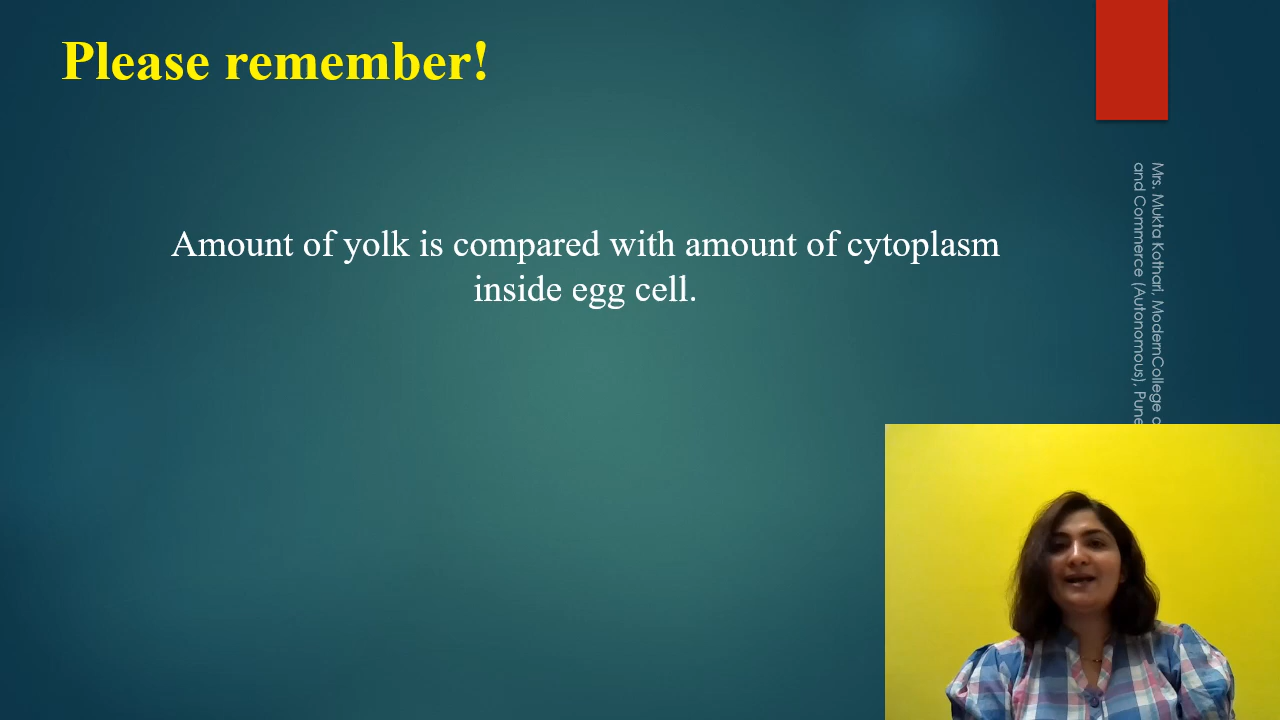 Please remember!
Amount of yolk is compared with amount of cytoplasm
inside egg cell.
Mrs. Mukta Kothari, ModernCollege
and Commerce (Autonomous), Pune